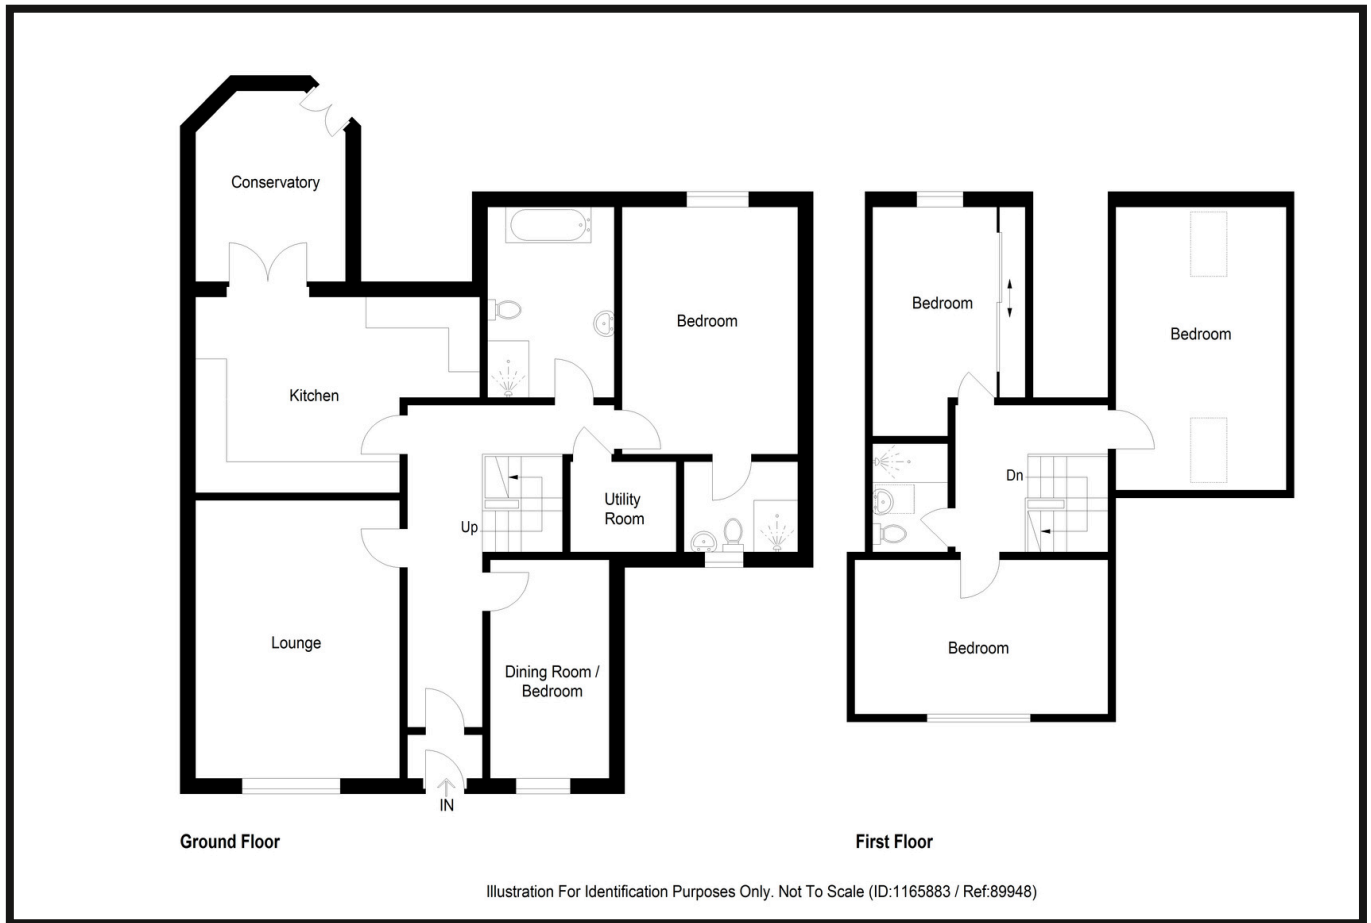 Conservatory
Kitchen
Bedroom
Utility
Room
Up
Lounge
Dining Room /
Bedroom
IN
Ground Floor
Bedroom
Bedroom
Dn
Bedroom
First Floor
Illustration For Identification Purposes Only. Not To Scale (ID:1165883 / Ref:89948)